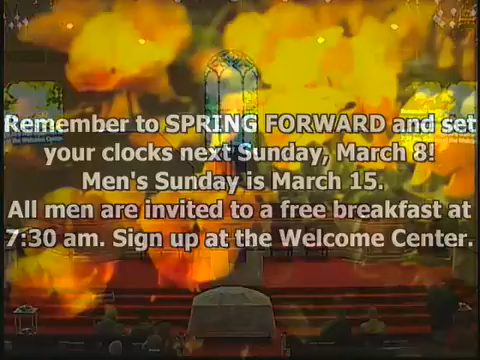 Remember to SPRING FORWARD and set
your clocks next Sunday, March 8!
Men's Sunday is March 15.
All men are invited to a free breakfast at
7:30 am. Sign up at the Welcome Center.